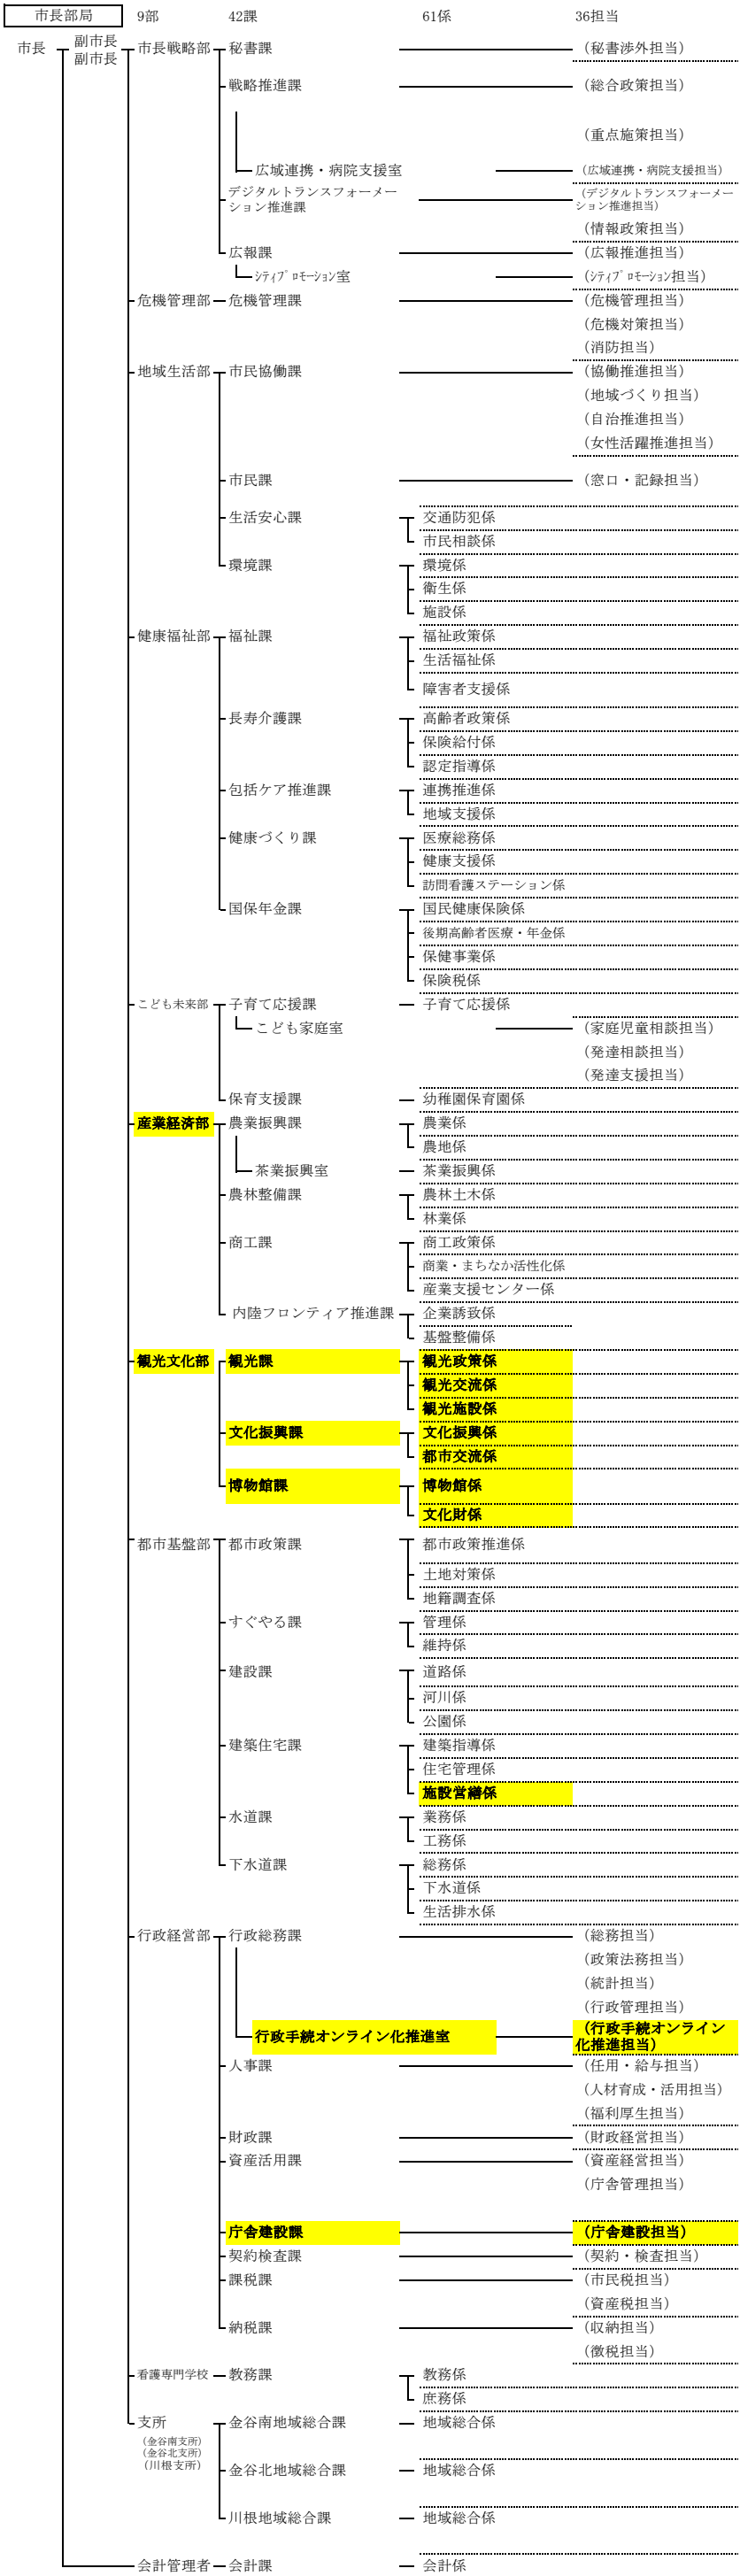 市長部局 9部 42課 61係 36担当
市長 副市長 市長戦略部 秘書課 （秘書渉外担当）
副市長
戦略推進課 （総合政策担当）
（重点施策担当）
広域連携・病院支援室 （広域連携・病院支援担当）
デジタルトランスフォーメー （デジタルトランスフォーメー
ション推進課 ション推進担当）
（情報政策担当）
広報課 （広報推進担当）
ｼﾃｨﾌﾟﾛﾓｰｼｮﾝ室 （ｼﾃｨﾌﾟﾛﾓｰｼｮﾝ担当）
危機管理部 危機管理課 （危機管理担当）
（危機対策担当）
（消防担当）
地域生活部 市民協働課 （協働推進担当）
（地域づくり担当）
（自治推進担当）
（女性活躍推進担当）
市民課 （窓口・記録担当）
生活安心課 交通防犯係
市民相談係
環境課 環境係
衛生係
施設係
健康福祉部 福祉課 福祉政策係
生活福祉係
障害者支援係
長寿介護課 高齢者政策係
保険給付係
認定指導係
包括ケア推進課 連携推進係
地域支援係
健康づくり課 医療総務係
健康支援係
訪問看護ステーション係
国保年金課 国民健康保険係
後期高齢者医療・年金係
保健事業係
保険税係
こども未来部 子育て応援課 子育て応援係
こども家庭室 （家庭児童相談担当）
（発達相談担当）
（発達支援担当）
保育支援課 幼稚園保育園係
産業経済部 農業振興課 農業係
農地係
茶業振興室 茶業振興係
農林整備課 農林土木係
林業係
商工課 商工政策係
商業・まちなか活性化係
産業支援センター係
内陸フロンティア推進課 企業誘致係
基盤整備係
観光文化部 観光課 観光政策係
観光交流係
観光施設係
文化振興課 文化振興係
都市交流係
博物館課 博物館係
文化財係
都市基盤部 都市政策課 都市政策推進係
土地対策係
地籍調査係
すぐやる課 管理係
維持係
建設課 道路係
河川係
公園係
建築住宅課 建築指導係
住宅管理係
施設営繕係
水道課 業務係
工務係
下水道課 総務係
下水道係
生活排水係
行政経営部 行政総務課 （総務担当）
（政策法務担当）
（統計担当）
（行政管理担当）
行政手続オンライン化推進室 （行政手続オンライン
化推進担当）
人事課 （任用・給与担当）
（人材育成・活用担当）
（福利厚生担当）
財政課 （財政経営担当）
資産活用課 （資産経営担当）
（庁舎管理担当）
庁舎建設課 （庁舎建設担当）
契約検査課 （契約・検査担当）
課税課 （市民税担当）
（資産税担当）
納税課 （収納担当）
（徴税担当）
看護専門学校 教務課 教務係
庶務係
支所 金谷南地域総合課 地域総合係
（金谷南支所）
（金谷北支所）
（川根支所）
金谷北地域総合課 地域総合係
川根地域総合課 地域総合係
会計管理者 会計課 会計係